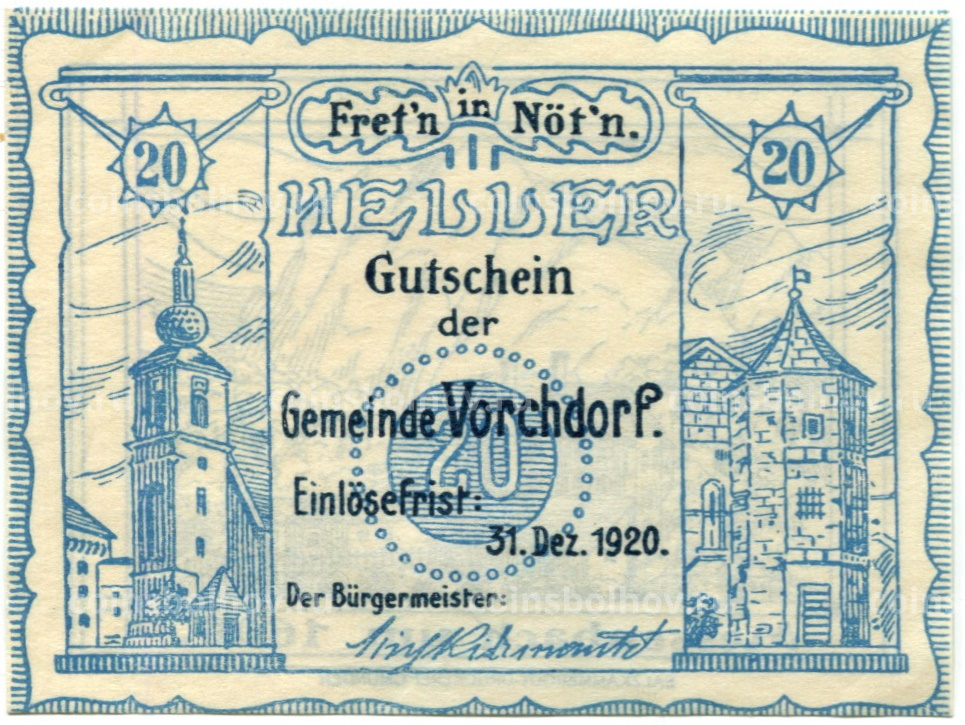 Fret'n in Nöt'n.
20 20
HELLER
Gutschein
der
Gemeinde Vorchdorf.
20
Einlösefrist:
31. Dez. 1920.
Der Bürgermeister: